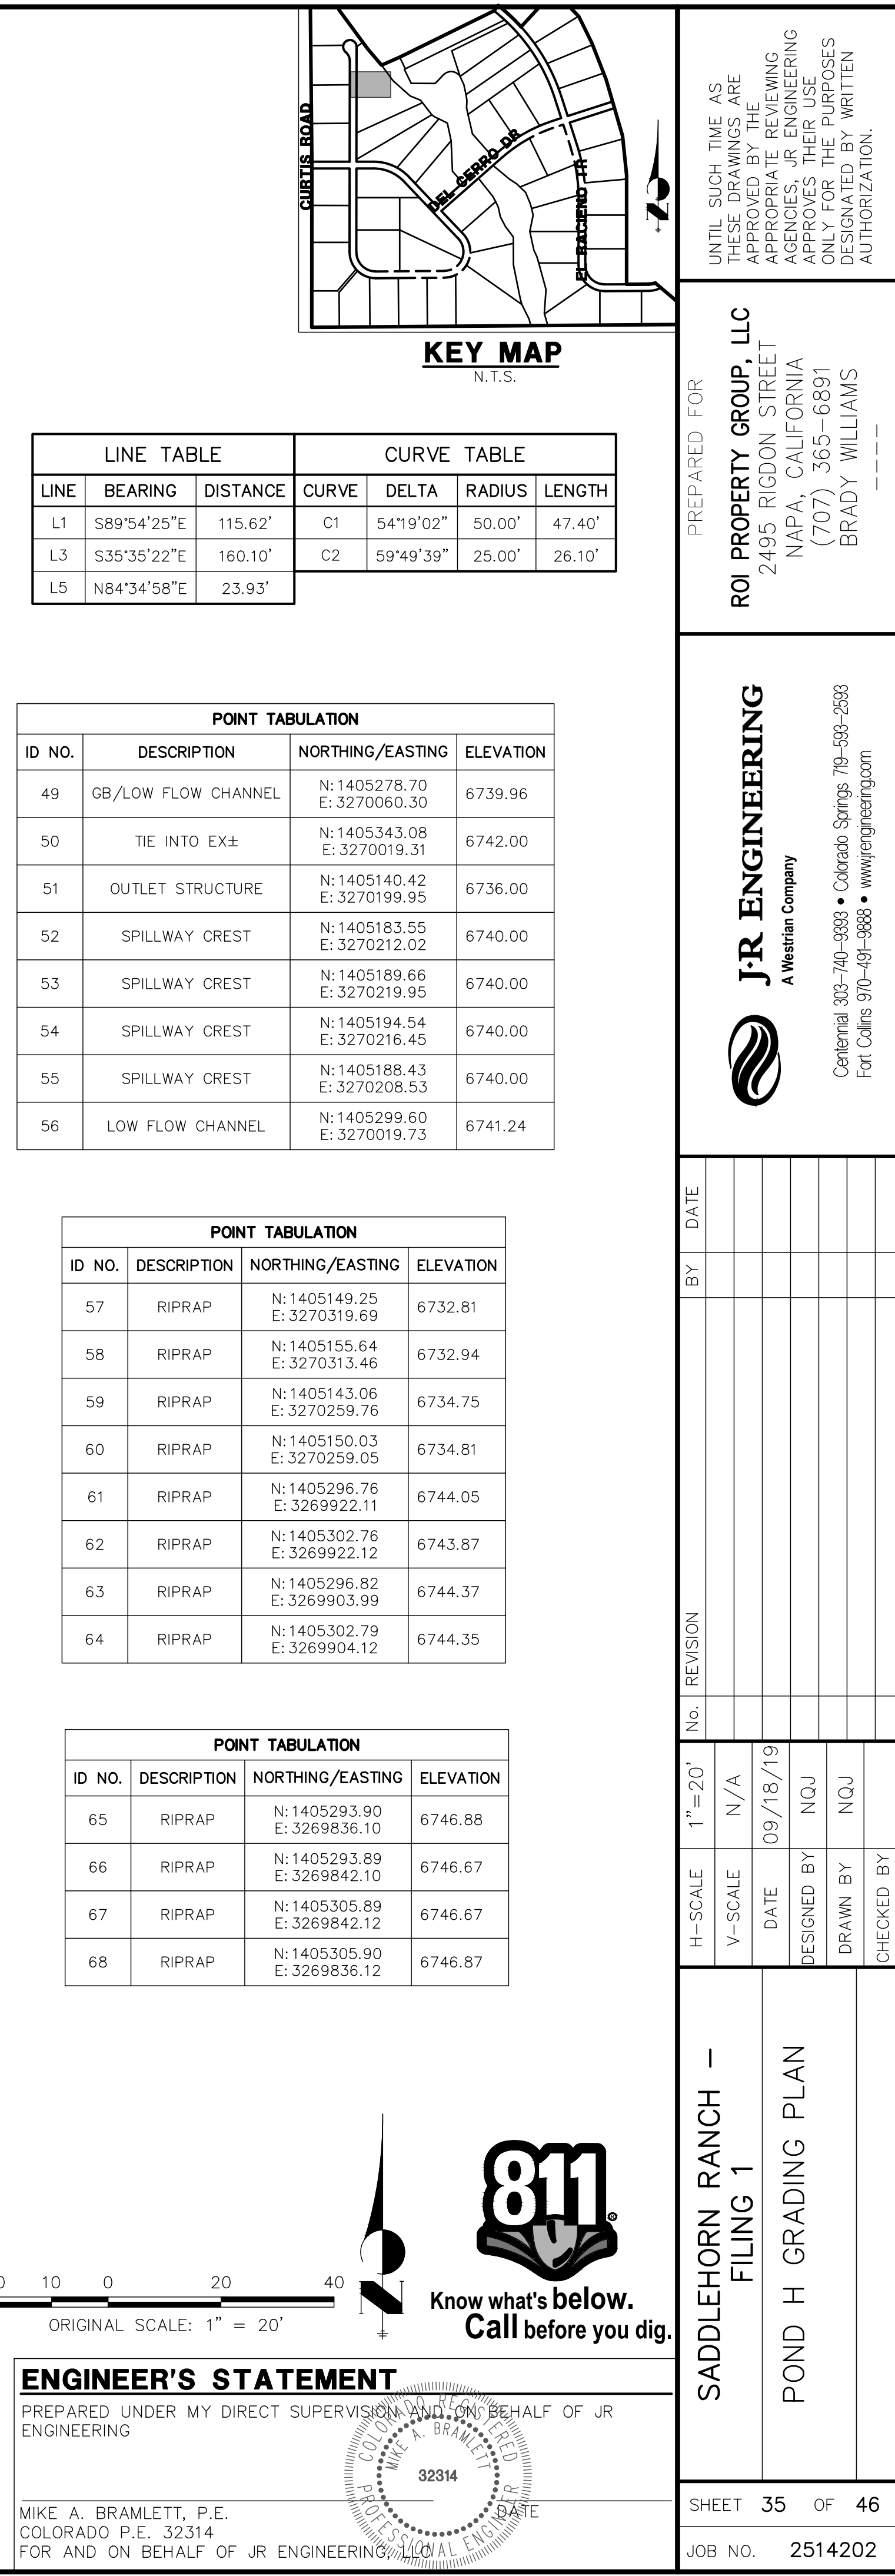 CURTIS ROAD
DEL CERRO DR
EL RACIENO TR
N
KEY MAP
N.T.S.
LINE TABLE
LINE BEARING DISTANCE
L1 S89°54'25"E 115.62'
L3 S35°35'22"E 160.10'
L5 N84°34'58"E 23.93'
CURVE TABLE
CURVE DELTA RADIUS LENGTH
C1 54°19'02" 50.00' 47.40'
C2 59°49'39" 25.00' 26.10'
POINT TABULATION
ID NO. DESCRIPTION NORTHING/EASTING ELEVATION
49 GB/LOW FLOW CHANNEL N:1405278.70 E:3270060.30 6739.96
50 TIE INTO EX± N:1405343.08 E:3270019.31 6742.00
51 OUTLET STRUCTURE N:1405140.42 E:3270199.95 6736.00
52 SPILLWAY CREST N:1405183.55 E:3270212.02 6740.00
53 SPILLWAY CREST N:1405189.66 E:3270219.95 6740.00
54 SPILLWAY CREST N:1405194.54 E:3270216.45 6740.00
55 SPILLWAY CREST N:1405188.43 E:3270208.53 6740.00
56 LOW FLOW CHANNEL N:1405299.60 E:3270019.73 6741.24
POINT TABULATION
ID NO. DESCRIPTION NORTHING/EASTING ELEVATION
57 RIPRAP N:1405149.25 E:3270319.69 6732.81
58 RIPRAP N:1405155.64 E:3270313.46 6732.94
59 RIPRAP N:1405143.06 E:3270259.76 6734.75
60 RIPRAP N:1405150.03 E:3270259.05 6734.81
61 RIPRAP N:1405296.76 E:3269922.11 6744.05
62 RIPRAP N:1405302.76 E:3269922.12 6743.87
63 RIPRAP N:1405296.82 E:3269903.99 6744.37
64 RIPRAP N:1405302.79 E:3269904.12 6744.35
POINT TABULATION
ID NO. DESCRIPTION NORTHING/EASTING ELEVATION
65 RIPRAP N:1405293.90 E:3269836.10 6746.88
66 RIPRAP N:1405293.89 E:3269842.10 6746.67
67 RIPRAP N:1405305.89 E:3269842.12 6746.67
68 RIPRAP N:1405305.90 E:3269836.12 6746.87
0 10 0 20 40
ORIGINAL SCALE: 1" = 20'
N
811®
Know what's below.
Call before you dig.
ENGINEER'S STATEMENT
PREPARED UNDER MY DIRECT SUPERVISION AND ON BEHALF OF JR
ENGINEERING
COLORADO REGISTERED
MIKE A. BRAMLETT
32314
PROFESSIONAL ENGINEER
DATE
MIKE A. BRAMLETT, P.E.
COLORADO P.E. 32314
FOR AND ON BEHALF OF JR ENGINEERING, LLC
UNTIL SUCH TIME AS
THESE DRAWINGS ARE
APPROVED BY THE
APPROPRIATE REVIEWING
AGENCIES, JR ENGINEERING
APPROVES THEIR USE
ONLY FOR THE PURPOSES
DESIGNATED BY WRITTEN
AUTHORIZATION.
PREPARED FOR
ROI PROPERTY GROUP, LLC
2495 RIGDON STREET
NAPA, CALIFORNIA
(707) 365-6891
BRADY WILLIAMS
----
J·R ENGINEERING
A Westrian Company
Centennial 303-740-9393 • Colorado Springs 719-593-2593
Fort Collins 970-491-9888 • www.jrengineering.com
No. REVISION BY DATE
H-SCALE 1"=20'
V-SCALE N/A
DATE 09/18/19
DESIGNED BY NQJ
DRAWN BY NQJ
CHECKED BY
SADDLEHORN RANCH -
FILING 1
POND H GRADING PLAN
SHEET 35 OF 46
JOB NO. 2514202